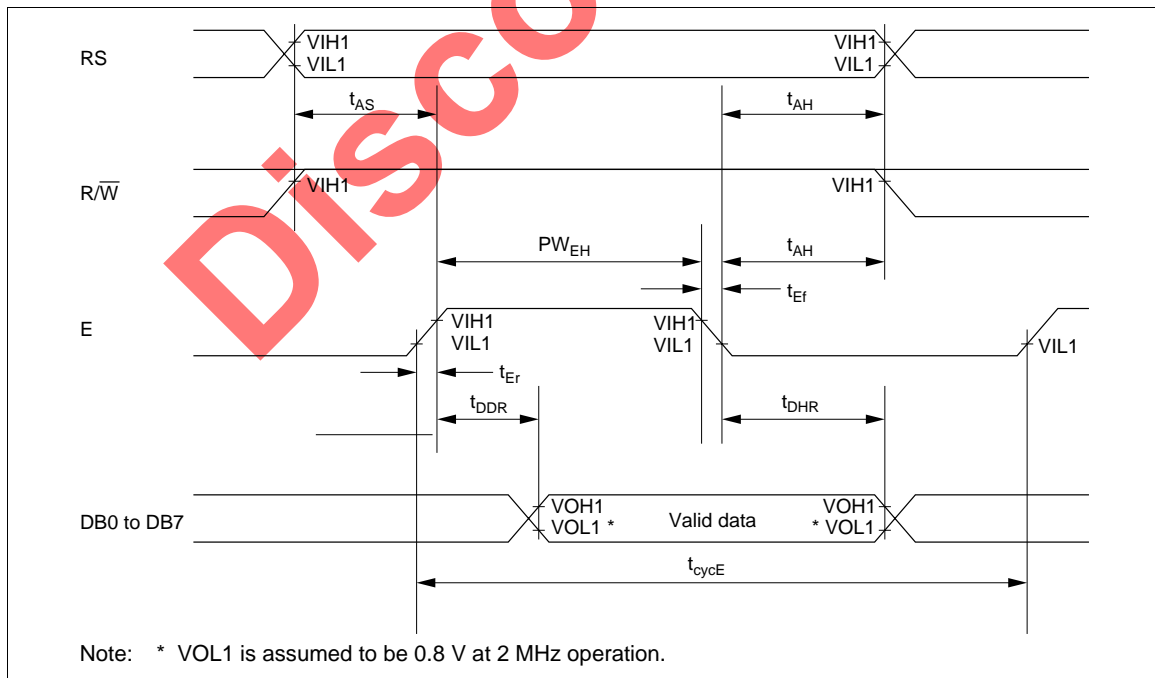 Disco
RS
VIH1
VIL1
VIH1
VIL1
tAS
tAH
R/W̅
VIH1
VIH1
PWEH
tAH
tEf
E
VIH1
VIL1
VIH1
VIL1
VIL1
tEr
tDDR
tDHR
DB0 to DB7
VOH1
VOL1 *
Valid data
VOH1
* VOL1
tcycE
Note: * VOL1 is assumed to be 0.8 V at 2 MHz operation.